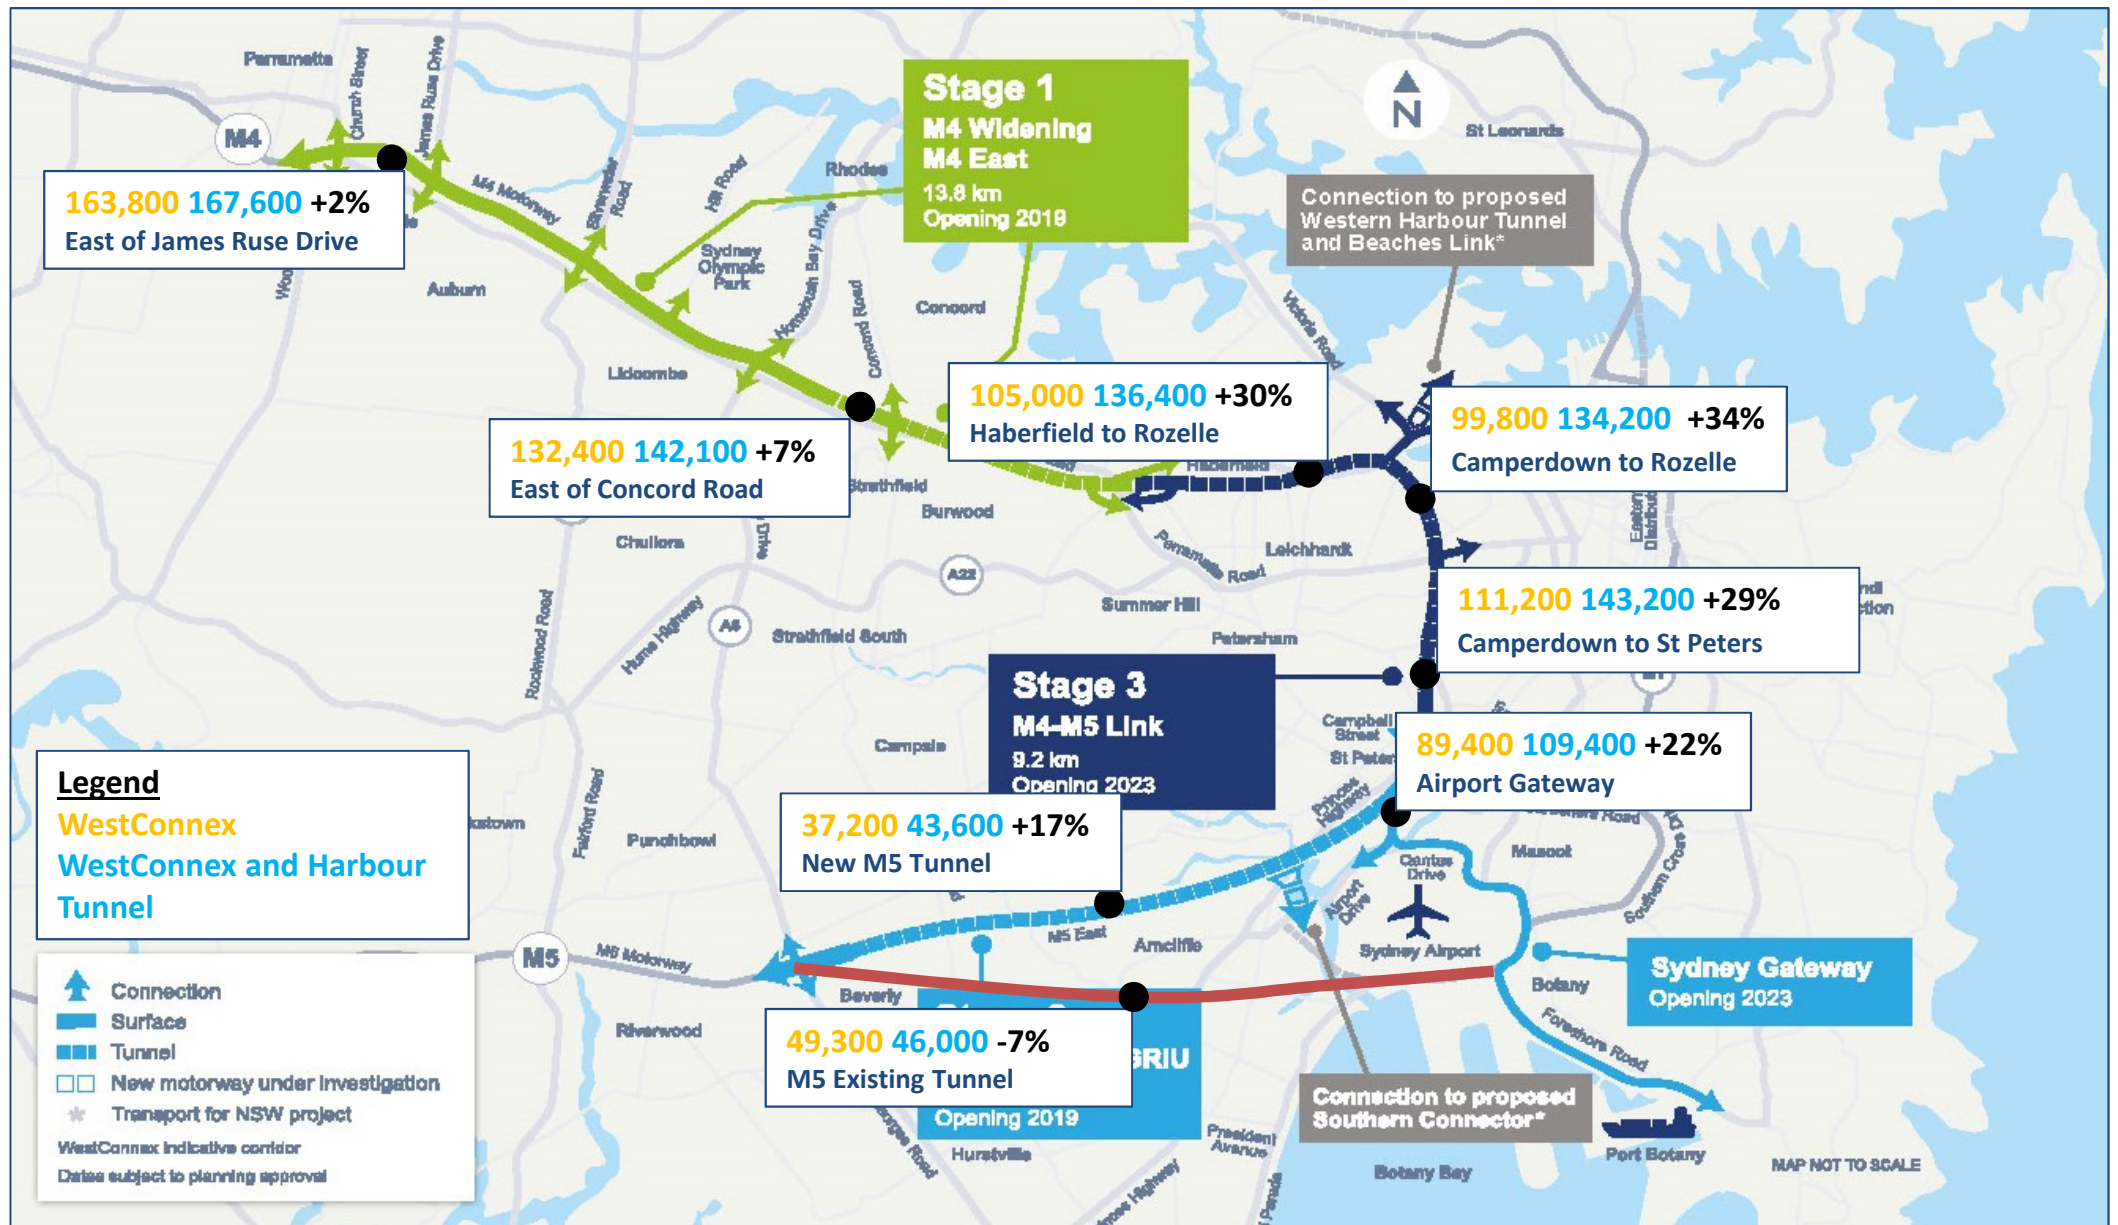 Parramatta
Church Street
James Ruse Drive
M4
163,800 167,600 +2%
East of James Ruse Drive
M4 Motorway
Silverwater
Road
Hill Road
Sydney
Olympic
Park
Homebush Bay Drive
Rhodes
Auburn
Lidcombe
Concord Road
Concord
Stage 1
M4 Widening
M4 East
13.8 km
Opening 2019
N
St Leonards
Connection to proposed
Western Harbour Tunnel
and Beaches Link*
Victoria Road
132,400 142,100 +7%
East of Concord Road
105,000 136,400 +30%
Haberfield to Rozelle
Haberfield
99,800 134,200 +34%
Camperdown to Rozelle
Strathfield
Burwood
Chullora
Drive
A22
Parramatta Road
Leichhardt
Eastern
Distributor
Summer Hill
111,200 143,200 +29%
Camperdown to St Peters
Rookwood Road
Hume Highway
A6
Strathfield South
Petersham
Stage 3
M4-M5 Link
9.2 km
Opening 2023
Campbell
Street
St Peters
Campsie
89,400 109,400 +22%
Airport Gateway
Princes
Highway
Legend
WestConnex
WestConnex and Harbour
Tunnel
Fairford Road
Punchbowl
37,200 43,600 +17%
New M5 Tunnel
Mascot
Southern Cross Drive
Airport
Drive
Sydney Airport
M5 East
Arncliffe
M5
M5 Motorway
Beverly
Riverwood
49,300 46,000 -7%
M5 Existing Tunnel
Opening 2019
Sydney Gateway
Opening 2023
Botany
Foreshore Road
Connection to proposed
Southern Connector*
Port Botany
Botany Bay
President
Avenue
Hurstville
MAP NOT TO SCALE
Connection
Surface
Tunnel
New motorway under investigation
* Transport for NSW project
WestConnex indicative corridor
Dates subject to planning approval